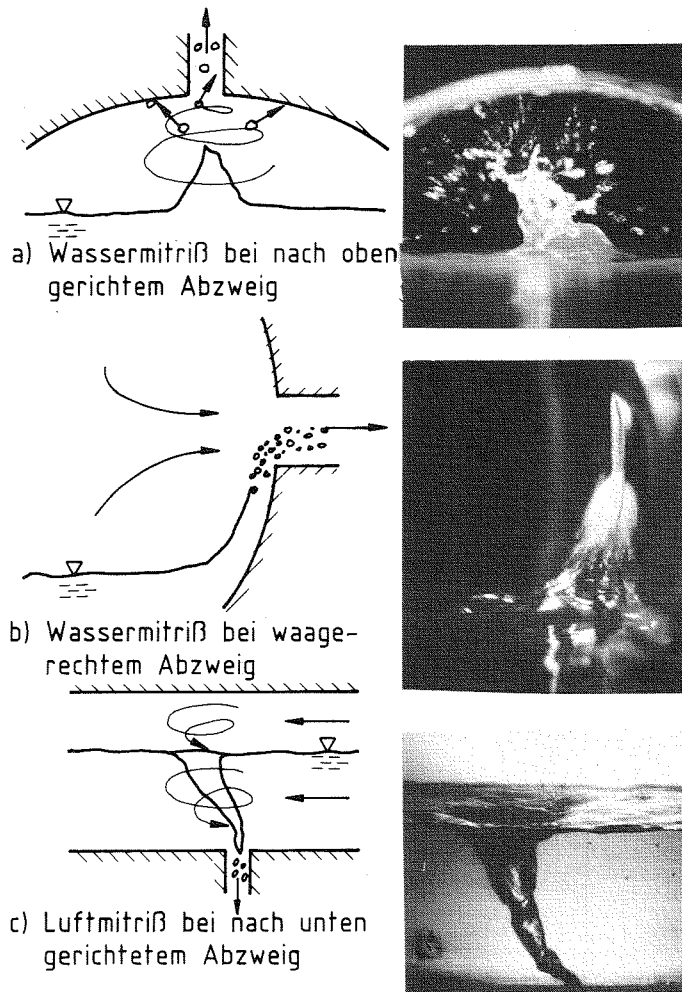 a) Wassermitriß bei nach oben
gerichtem Abzweig
b) Wassermitriß bei waage-
rechtem Abzweig
c) Luftmitriß bei nach unten
gerichtetem Abzweig